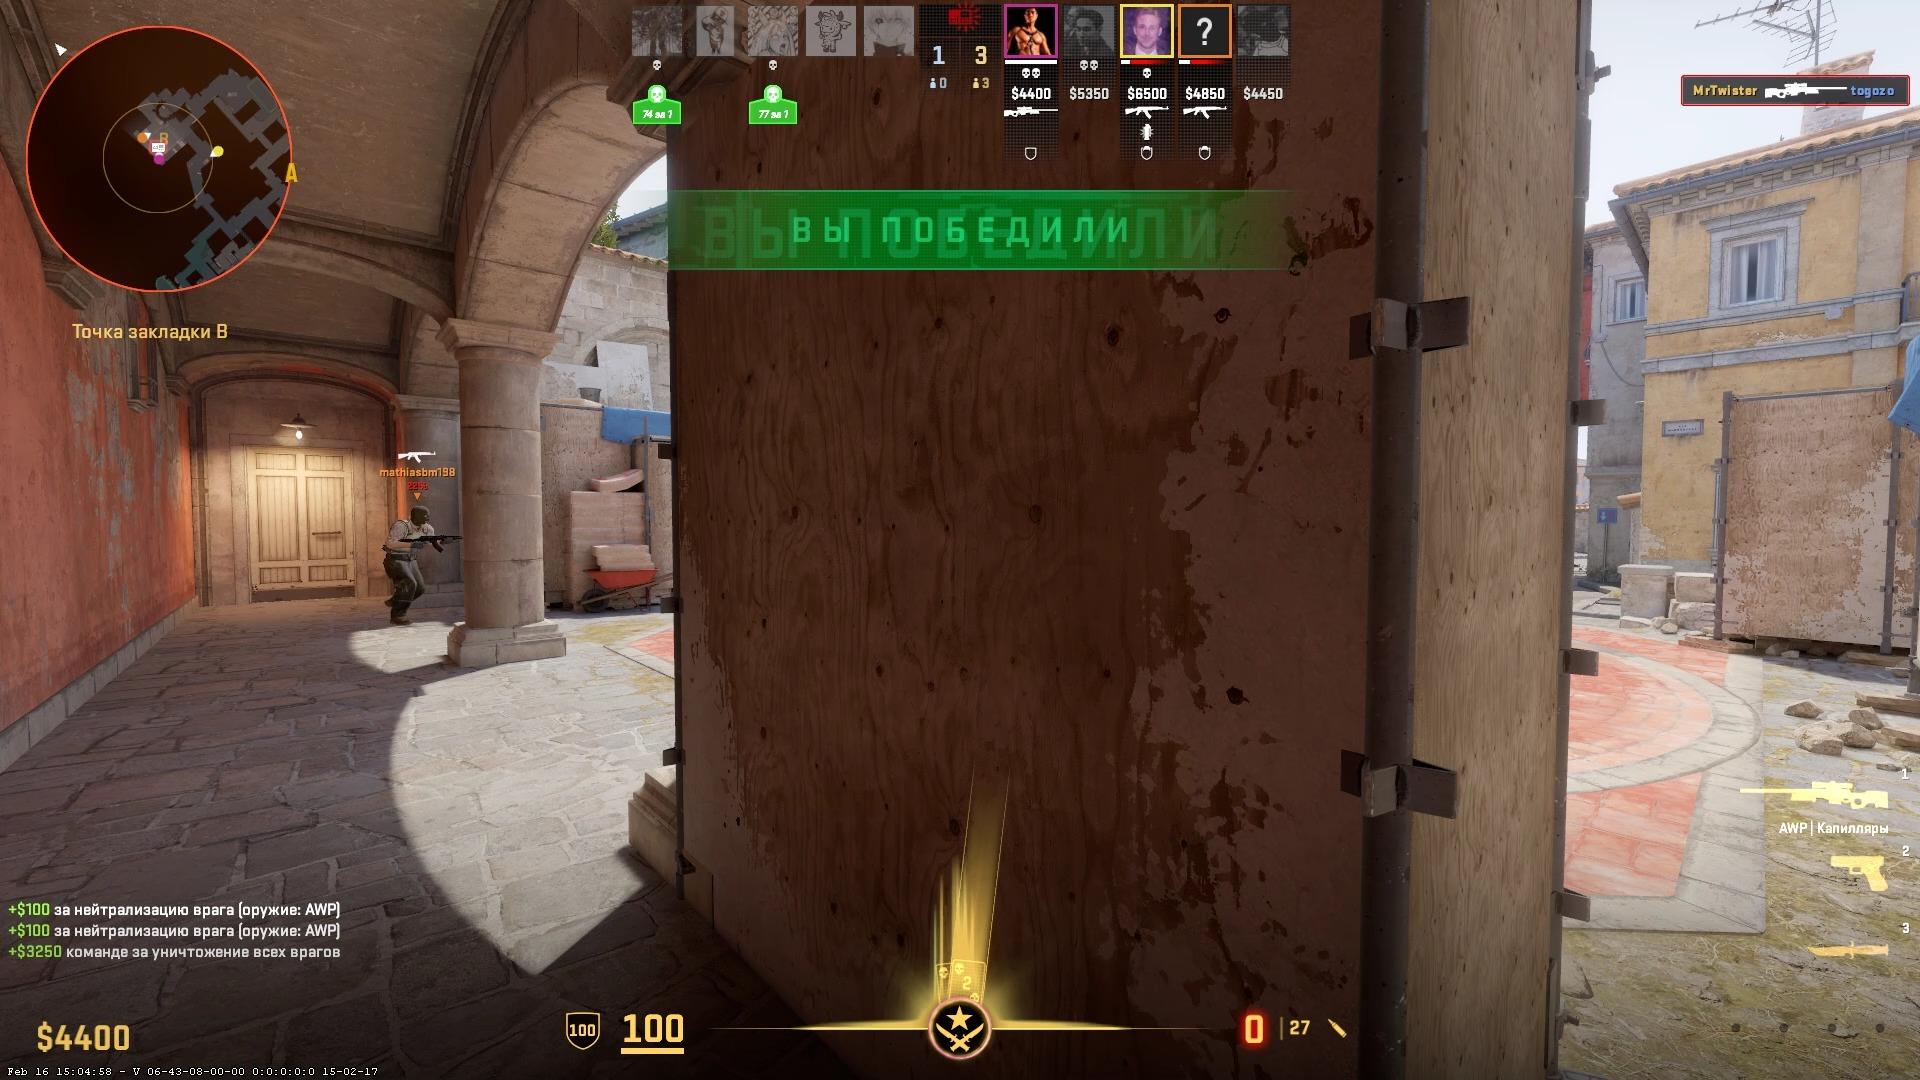 1 3
0 3
$4400 $5350 $6500 $4850 $4450
?
74 за 1 77 за 1
MrTwister togozo
B
A
ВЫ ПОБЕДИЛИ
Точка закладки B
mathiasbm198
22%
1
AWP | Капилляры
2
3
+$100 за нейтрализацию врага (оружие: AWP)
+$100 за нейтрализацию врага (оружие: AWP)
+$3250 команде за уничтожение всех врагов
2
$4400
100 100
0 | 27
Feb 16 15:04:58 - V 06-43-08-00-00 0:0:0:0:0 15-02-17